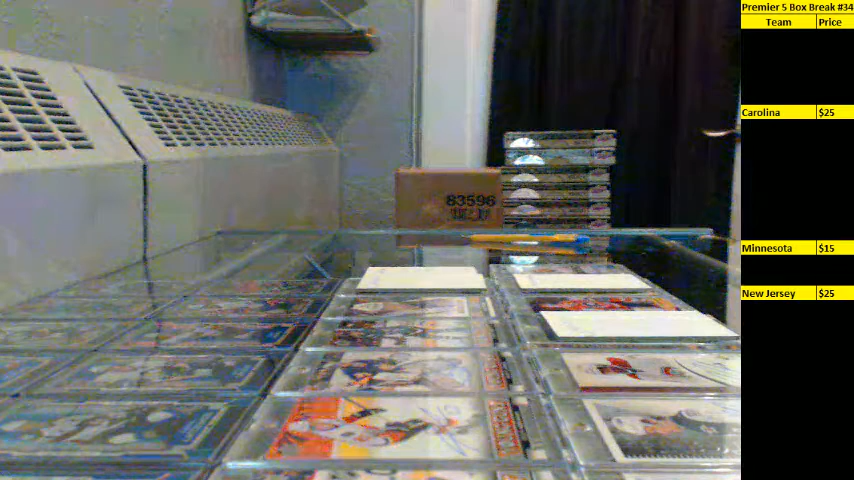 Premier 5 Box Break #34
Team Price
Carolina $25
Minnesota $15
New Jersey $25
83596